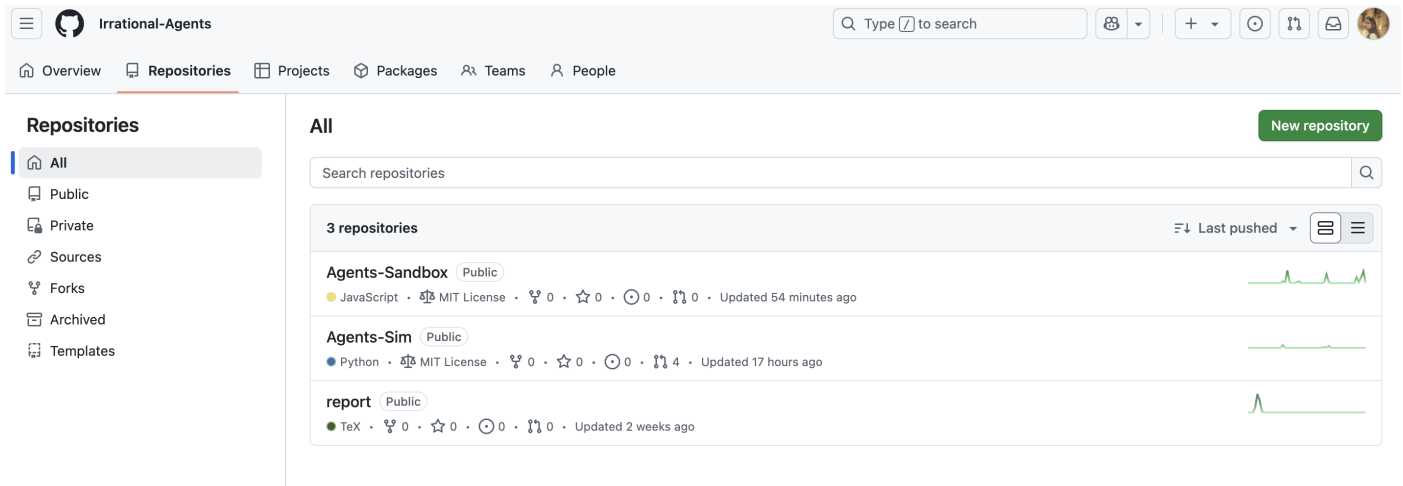 Irrational-Agents
Type / to search
Overview Repositories Projects Packages Teams People
Repositories
All
Public
Private
Sources
Forks
Archived
Templates
All
New repository
Search repositories
3 repositories
Last pushed
Agents-Sandbox Public
JavaScript • MIT License • 0 • 0 • 0 • 0 • Updated 54 minutes ago
Agents-Sim Public
Python • MIT License • 0 • 0 • 0 • 4 • Updated 17 hours ago
report Public
TeX • 0 • 0 • 0 • 0 • Updated 2 weeks ago